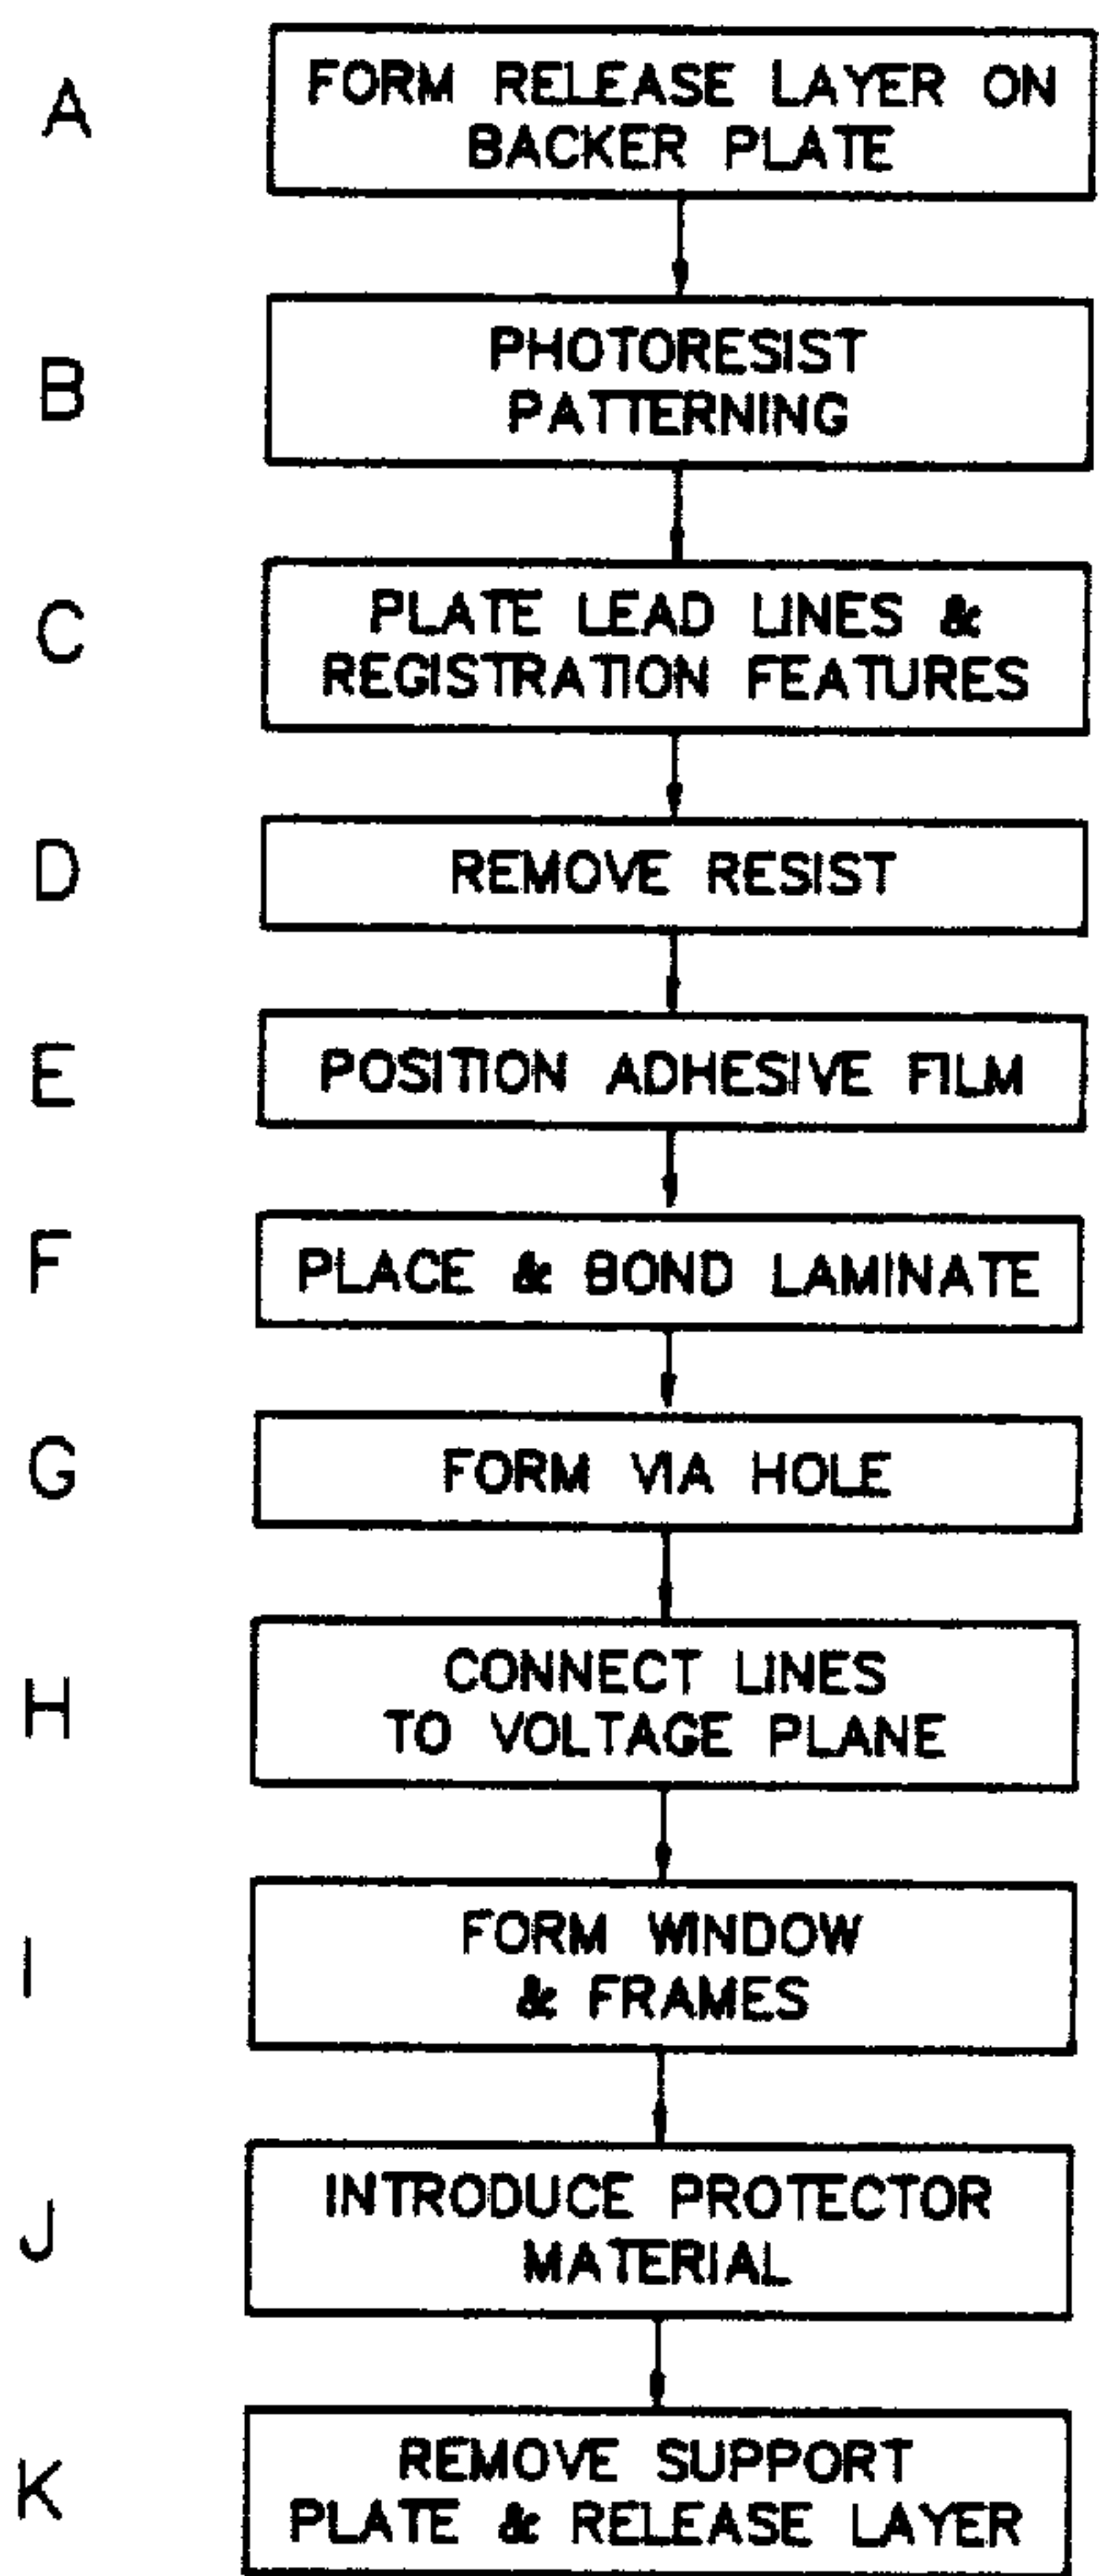 A
FORM RELEASE LAYER ON
BACKER PLATE
B
PHOTORESIST
PATTERNING
C
PLATE LEAD LINES &
REGISTRATION FEATURES
D
REMOVE RESIST
E
POSITION ADHESIVE FILM
F
PLACE & BOND LAMINATE
G
FORM VIA HOLE
H
CONNECT LINES
TO VOLTAGE PLANE
I
FORM WINDOW
& FRAMES
J
INTRODUCE PROTECTOR
MATERIAL
K
REMOVE SUPPORT
PLATE & RELEASE LAYER